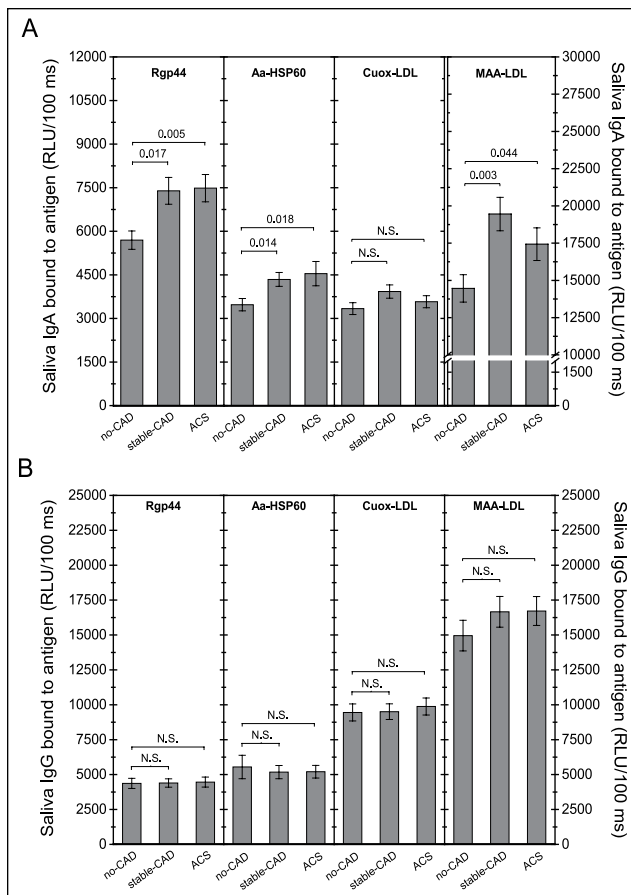 A
Rgp44
Aa-HSP60
Cuox-LDL
MAA-LDL
Saliva IgA bound to antigen (RLU/100 ms)
12000
10500
9000
7500
6000
4500
3000
1500
0
0.005
0.017
0.018
0.014
N.S.
N.S.
0.044
0.003
30000
27500
25000
22500
20000
17500
15000
12500
10000
1500
0
Saliva IgA bound to antigen (RLU/100 ms)
no-CAD
stable-CAD
ACS
no-CAD
stable-CAD
ACS
no-CAD
stable-CAD
ACS
no-CAD
stable-CAD
ACS
B
Rgp44
Aa-HSP60
Cuox-LDL
MAA-LDL
Saliva IgG bound to antigen (RLU/100 ms)
25000
22500
20000
17500
15000
12500
10000
7500
5000
2500
0
N.S.
N.S.
N.S.
N.S.
N.S.
N.S.
N.S.
N.S.
25000
22500
20000
17500
15000
12500
10000
7500
5000
2500
0
Saliva IgG bound to antigen (RLU/100 ms)
no-CAD
stable-CAD
ACS
no-CAD
stable-CAD
ACS
no-CAD
stable-CAD
ACS
no-CAD
stable-CAD
ACS